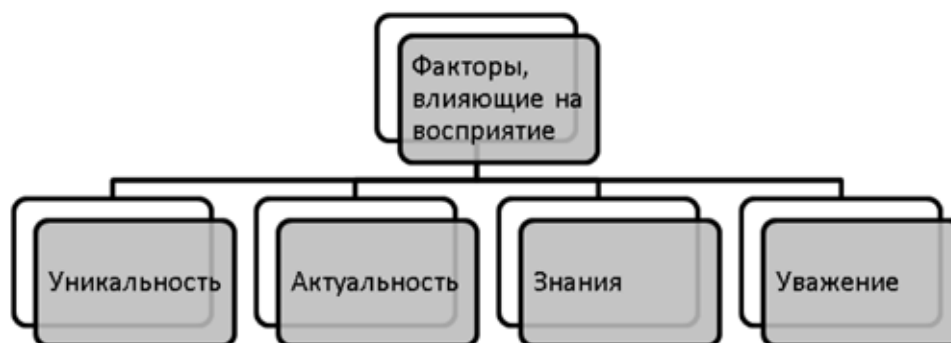 Факторы,
влияющие на
восприятие
Уникальность
Актуальность
Знания
Уважение